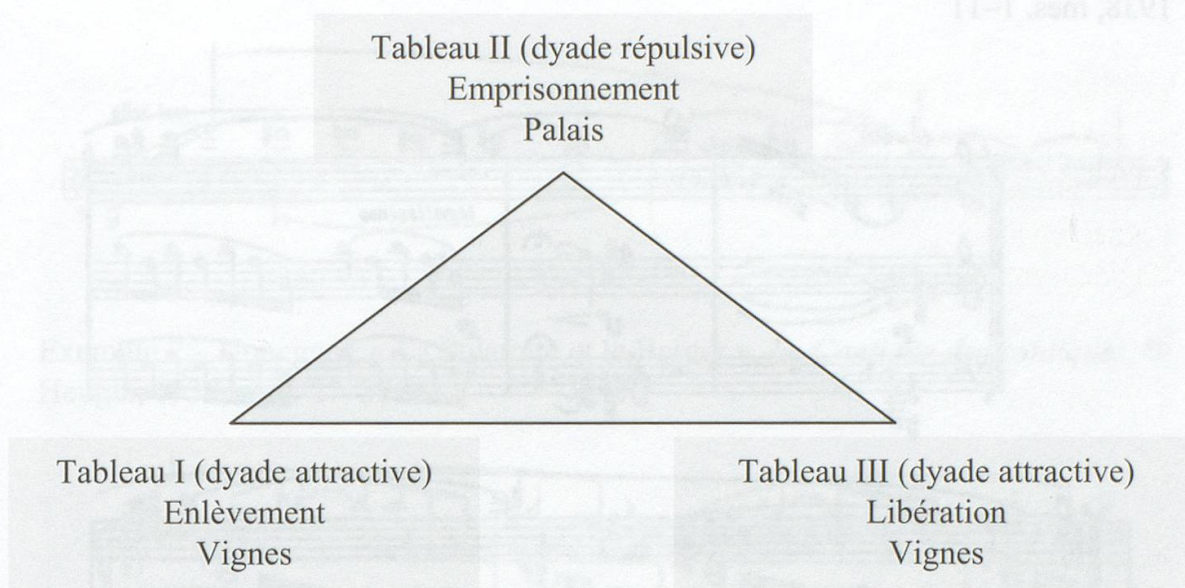 Tableau II (dyade répulsive)
Emprisonnement
Palais
Tableau I (dyade attractive)
Enlèvement
Vignes
Tableau III (dyade attractive)
Libération
Vignes